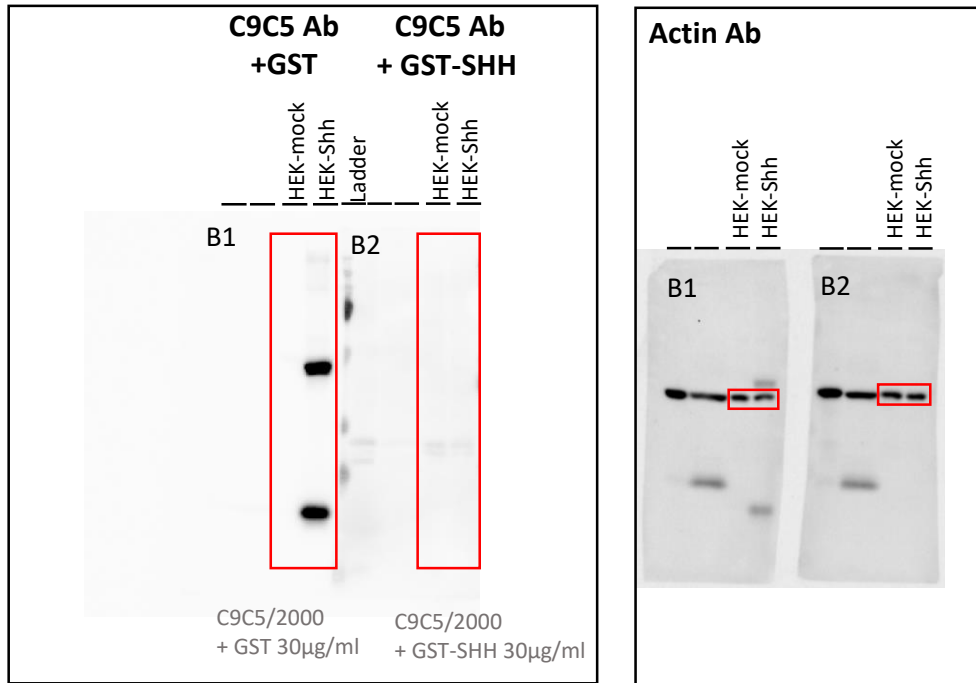 C9C5 Ab
+GST
C9C5 Ab
+ GST-SHH
HEK-mock
HEK-Shh
Ladder
HEK-mock
HEK-Shh
B1
B2
C9C5/2000
+ GST 30µg/ml
C9C5/2000
+ GST-SHH 30µg/ml
Actin Ab
HEK-mock
HEK-Shh
HEK-mock
HEK-Shh
B1
B2